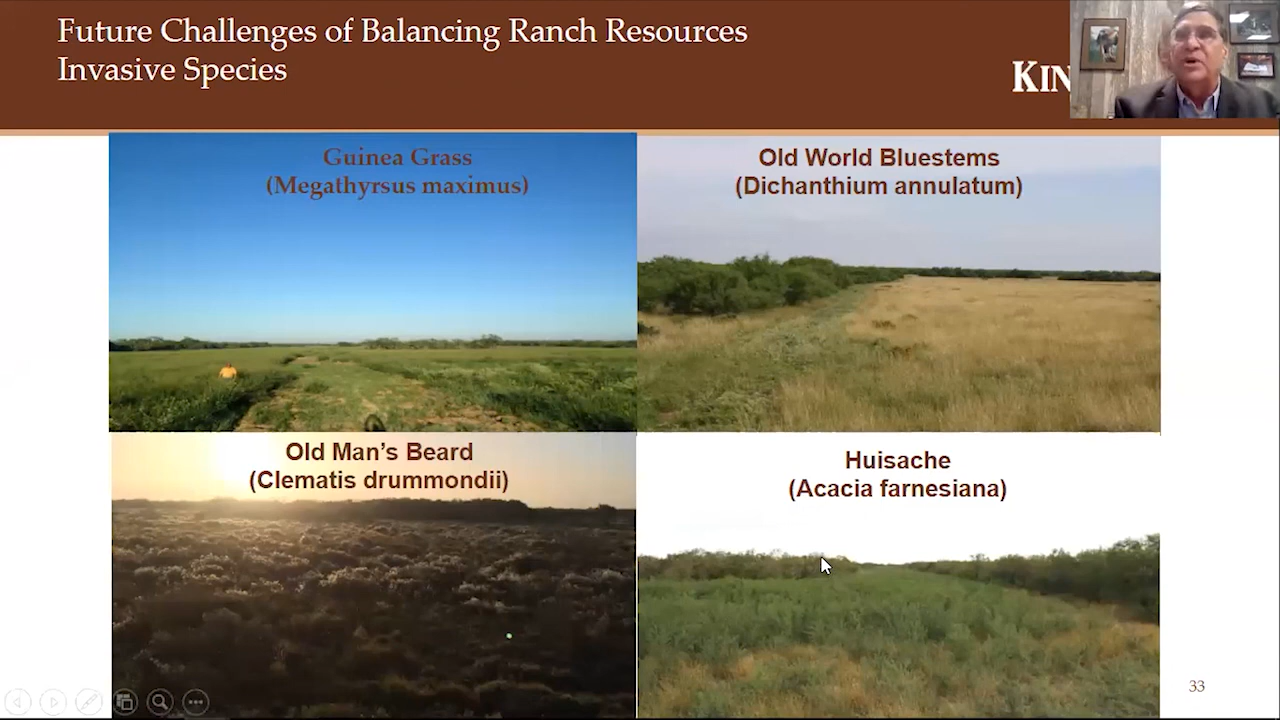 Future Challenges of Balancing Ranch Resources
Invasive Species
Guinea Grass
(Megathyrsus maximus)
Old World Bluestems
(Dichanthium annulatum)
Old Man's Beard
(Clematis drummondii)
Huisache
(Acacia farnesiana)
33